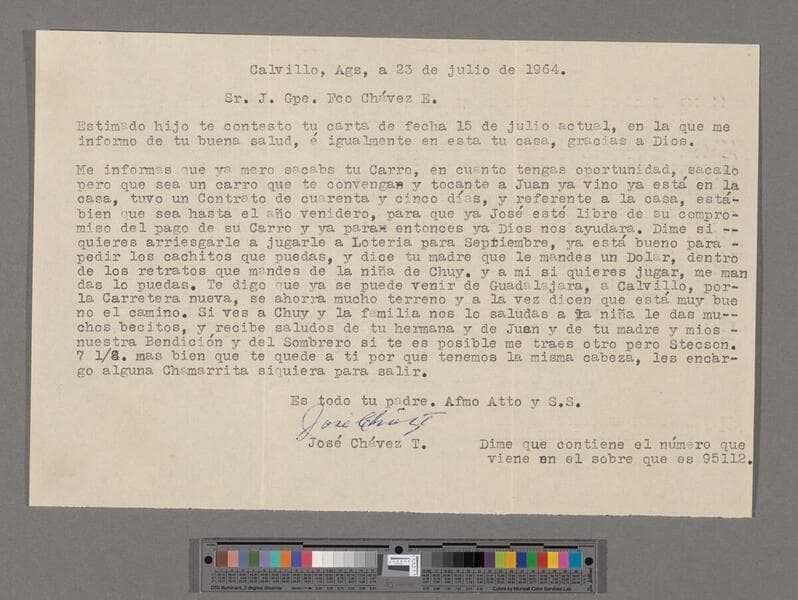 Calvillo, Ags, a 23 de julio de 1964.
Sr. J. Gpe. Fco Chávez E.
Estimado hijo te contesto tu carta de fecha 15 de julio actual, en la que me
informo de tu buena salud, é igualmente en esta tu casa, gracias a Dios.
Me informas que ya mero sacabs tu Carro, en cuanto tengas oportunidad, sacalo
pero que sea un carro que te convengan y tocante a Juan ya vino ya está en la
casa, tuvo un Contrato de cuarenta y cinco días, y referente a la casa, está-
bien que sea hasta el año venidero, para que ya José esté libre de su compro-
miso del pago de su Carro y ya para entonces ya Dios nos ayudara. Dime si --
quieres arriesgarle a jugarle a Loteria para Septiembre, ya está bueno para -
pedir los cachitos que puedas, y dice tu madre que le mandes un Dolar, dentro
de los retratos que mandes de la niña de Chuy. y a mi si quieres jugar, me man
das lo puedas. Te digo que ya se puede venir de Guadalajara, a Calvillo, por-
la Carretera nueva, se ahorra mucho terreno y a la vez dicen que está muy bue
no el camino. Si ves a Chuy y la familia nos lo saludas a la niña le das mu--
chos becitos, y recibe saludos de tu hermana y de Juan y de tu madre y mios -
nuestra Bendición y del Sombrero si te es posible me traes otro pero Stecson.
7 1/8. mas bien que te quede a ti por que tenemos la misma cabeza, les encar-
go alguna Chamarrita siquiera para salir.
Es todo tu padre. Afmo Atto y S.S.
José Chávez T
José Chávez T.
Dime que contiene el número que
viene en el sobre que es 95112.